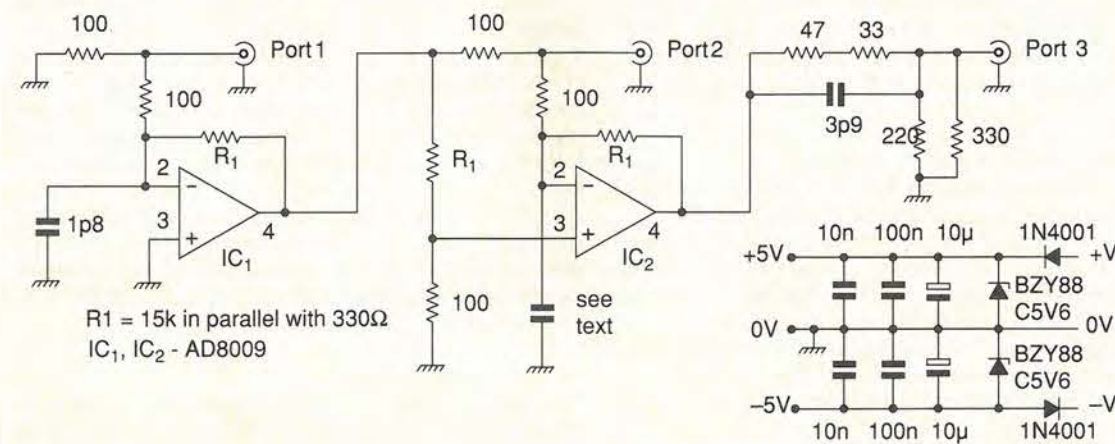 100
Port 1
100
R1
2
3
4
1p8
IC1
R1 = 15k in parallel with 330Ω
IC1, IC2 - AD8009
100
Port2
100
R1
R1
2
3
4
IC2
100
see
text
47
33
Port 3
3p9
220
330
10n
100n
10µ
1N4001
+5V
+V
BZY88
C5V6
0V
0V
BZY88
C5V6
−5V
−V
10n
100n
10µ
1N4001